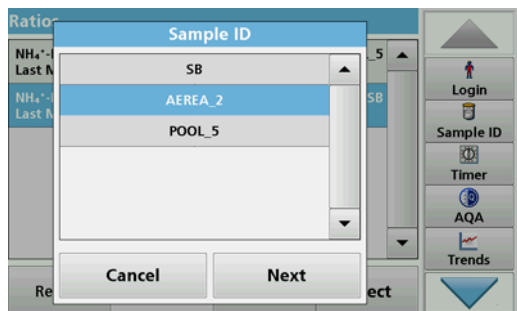 Ratios
Sample ID
NH₄⁺-
Last
_5
SB
AEREA_2
POOL_5
NH₄⁺-
Last
SB
Cancel
Next
Re
ect
Login
Sample ID
Timer
AQA
Trends